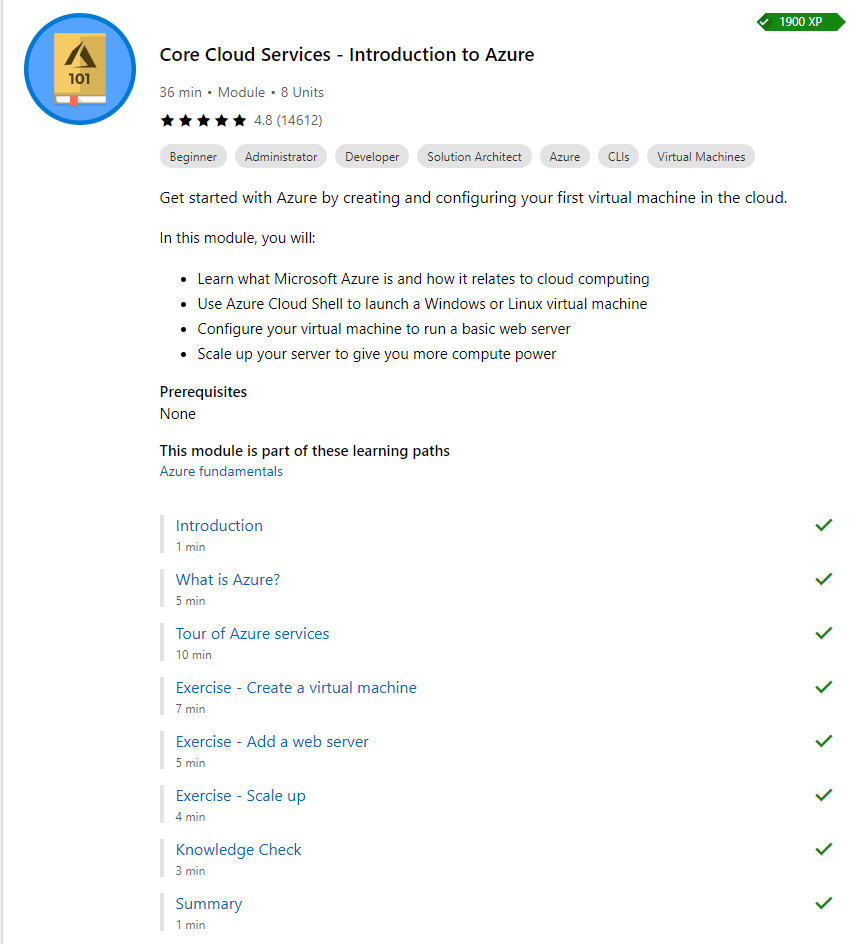 1900 XP
101
Core Cloud Services - Introduction to Azure
36 min • Module • 8 Units
4.8 (14612)
Beginner Administrator Developer Solution Architect Azure CLIs Virtual Machines
Get started with Azure by creating and configuring your first virtual machine in the cloud.
In this module, you will:
• Learn what Microsoft Azure is and how it relates to cloud computing
• Use Azure Cloud Shell to launch a Windows or Linux virtual machine
• Configure your virtual machine to run a basic web server
• Scale up your server to give you more compute power
Prerequisites
None
This module is part of these learning paths
Azure fundamentals
Introduction
1 min
What is Azure?
5 min
Tour of Azure services
10 min
Exercise - Create a virtual machine
7 min
Exercise - Add a web server
5 min
Exercise - Scale up
4 min
Knowledge Check
3 min
Summary
1 min